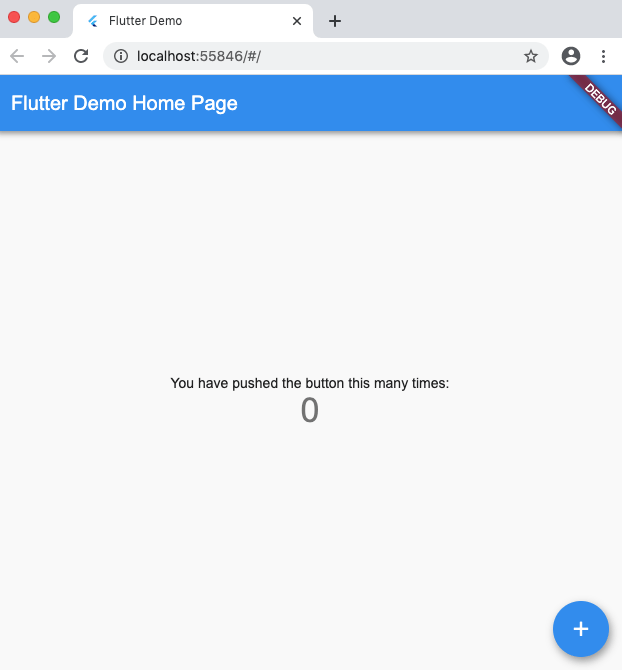 Flutter Demo
localhost:55846/#/
Flutter Demo Home Page
DEBUG
You have pushed the button this many times:
0